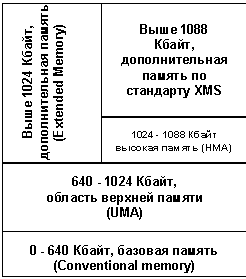 Выше 1024 Кбайт,
дополнительная память
(Extended Memory)
Выше 1088
Кбайт,
дополнительная
память по
стандарту XMS
1024 - 1088 Кбайт
высокая память (HMA)
640 - 1024 Кбайт,
область верхней памяти
(UMA)
0 - 640 Кбайт, базовая память
(Conventional memory)